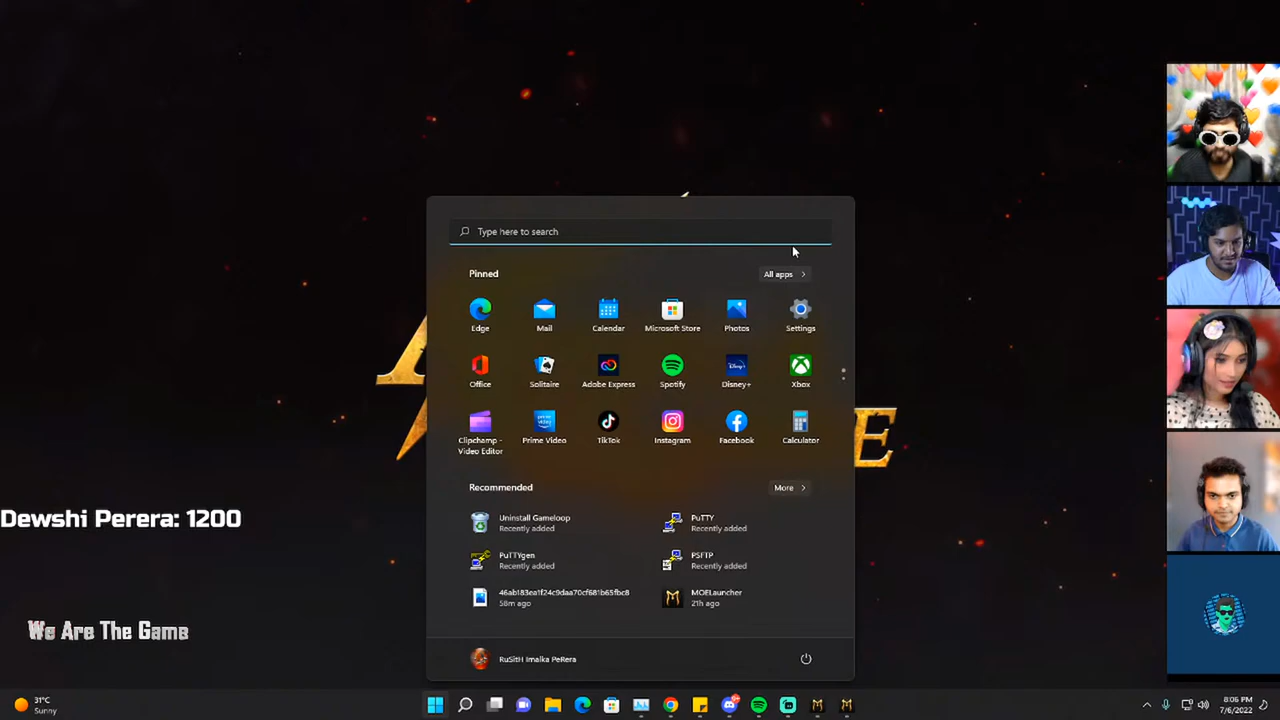 Type here to search
Pinned
All apps
Edge
Mail
Calendar
Microsoft Store
Photos
Settings
Office
Solitaire
Adobe Express
Spotify
Disney+
Xbox
Clipchamp -
Video Editor
Prime Video
TikTok
Instagram
Facebook
Calculator
Recommended
More
Uninstall Gameloop
Recently added
PuTTY
Recently added
PuTTYgen
Recently added
PSFTP
Recently added
58m ago
MOELauncher
21h ago
RuSitH Imalka PeRera
Dewshi Perera: 1200
We Are The Game
E
31°C
Sunny
8:06 PM
7/6/2022